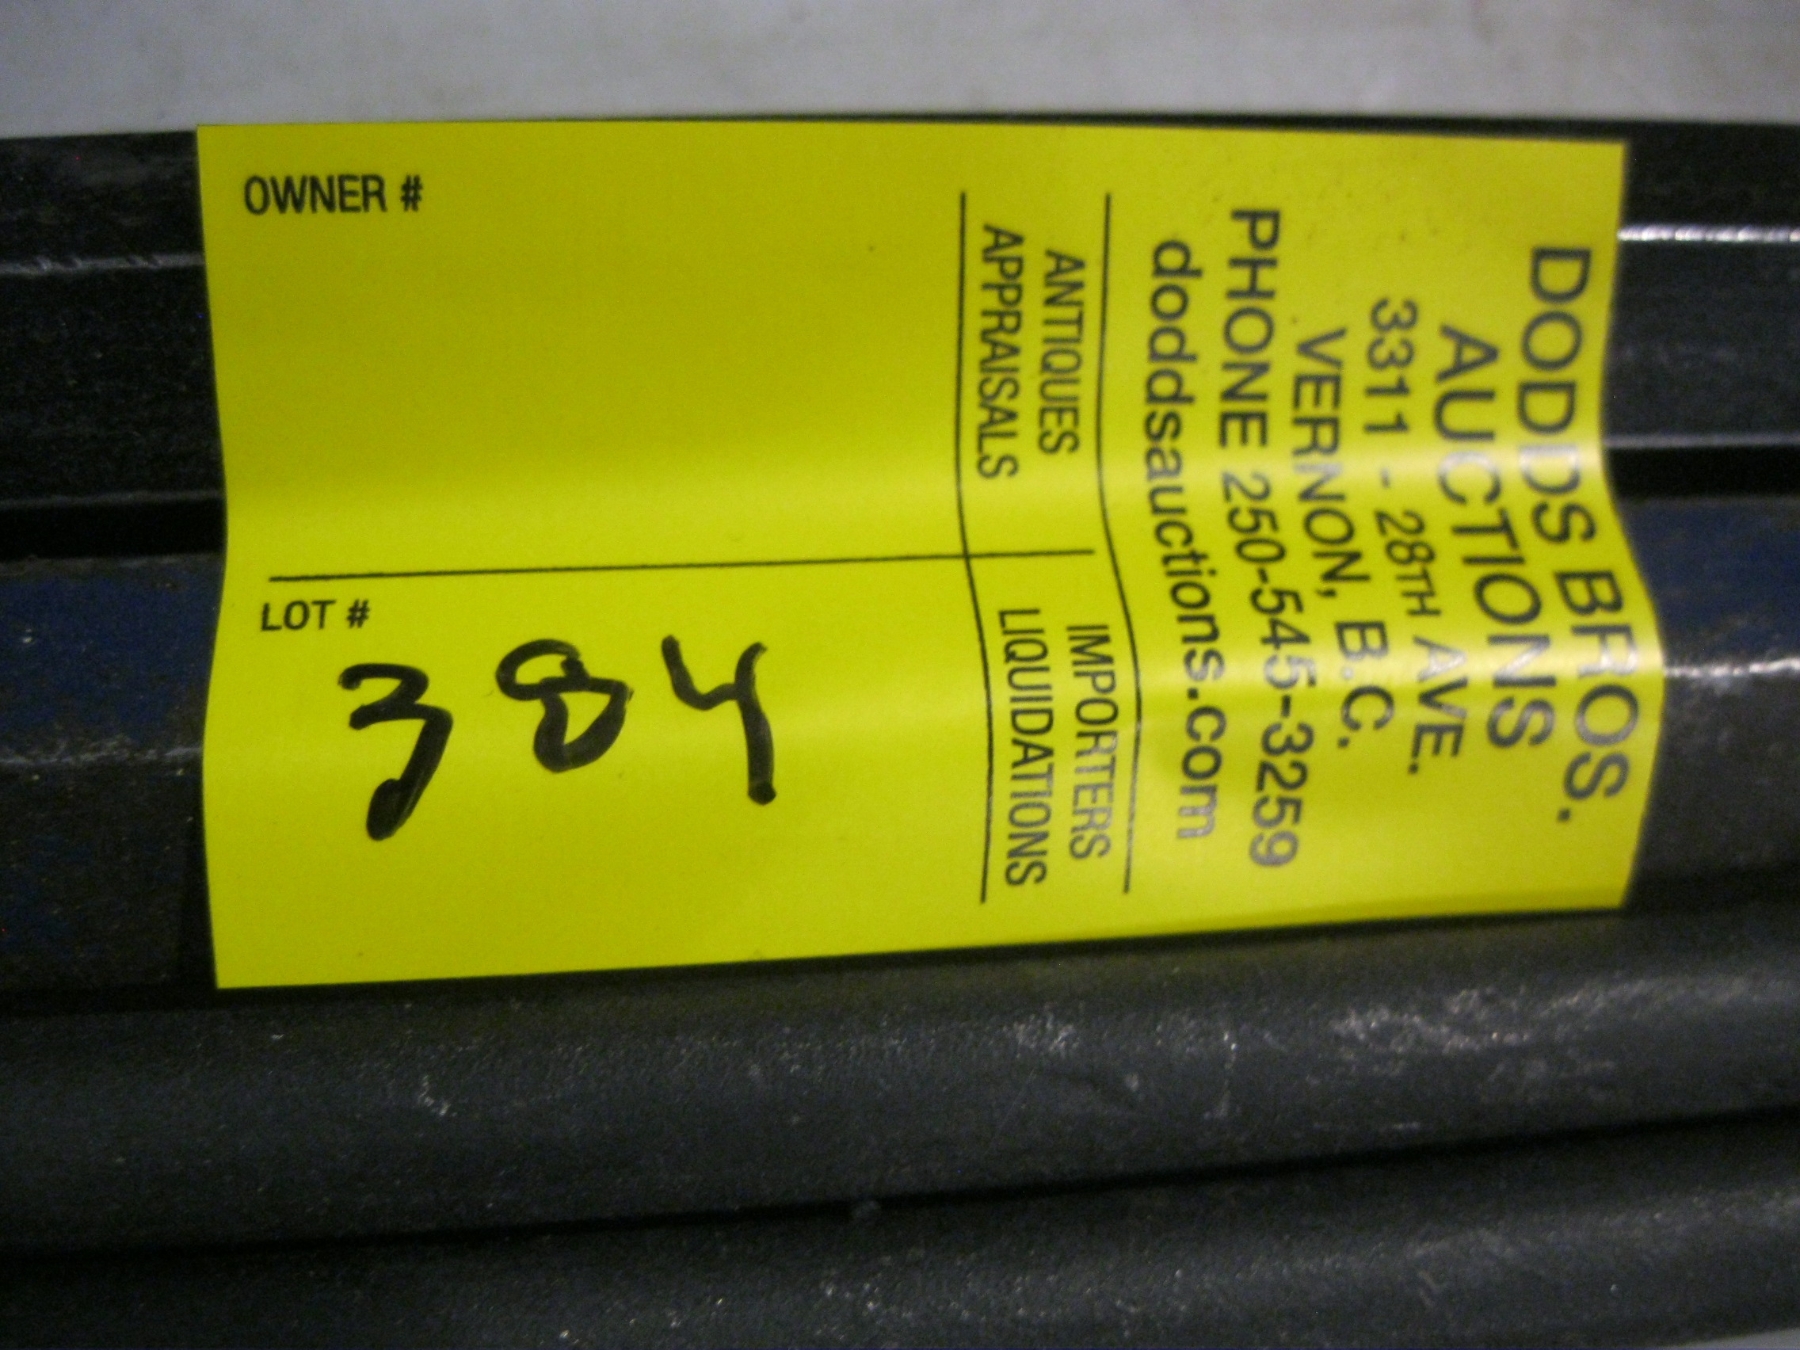 DODDS BROS.
AUCTIONS
3311 - 28TH AVE.
VERNON, B.C.
PHONE 250-545-3259
doddsauctions.com
ANTIQUES
APPRAISALS
IMPORTERS
LIQUIDATIONS
OWNER #
LOT #
384